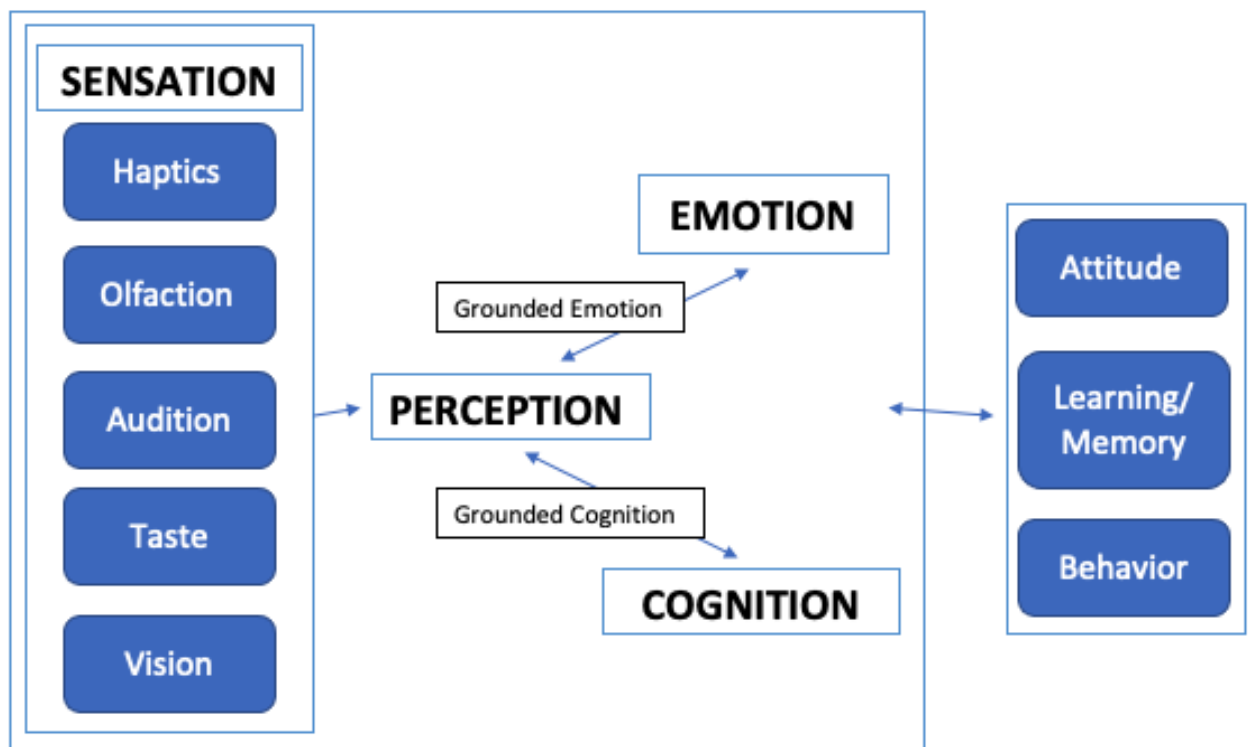 SENSATION
Haptics
Olfaction
Audition
Taste
Vision
EMOTION
Grounded Emotion
PERCEPTION
Grounded Cognition
COGNITION
Attitude
Learning/
Memory
Behavior